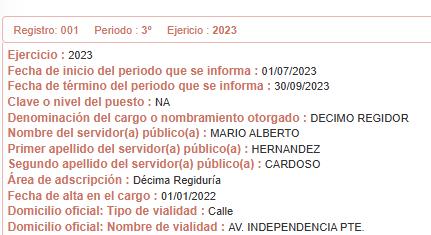 Registro: 001 Periodo : 3º Ejericio : 2023
Ejercicio : 2023
Fecha de inicio del periodo que se informa : 01/07/2023
Fecha de término del periodo que se informa : 30/09/2023
Clave o nivel del puesto : NA
Denominación del cargo o nombramiento otorgado : DECIMO REGIDOR
Nombre del servidor(a) público(a) : MARIO ALBERTO
Primer apellido del servidor(a) público(a) : HERNANDEZ
Segundo apellido del servidor(a) público(a) : CARDOSO
Área de adscripción : Décima Regiduría
Fecha de alta en el cargo : 01/01/2022
Domicilio oficial: Tipo de vialidad : Calle
Domicilio oficial: Nombre de vialidad : AV. INDEPENDENCIA PTE.